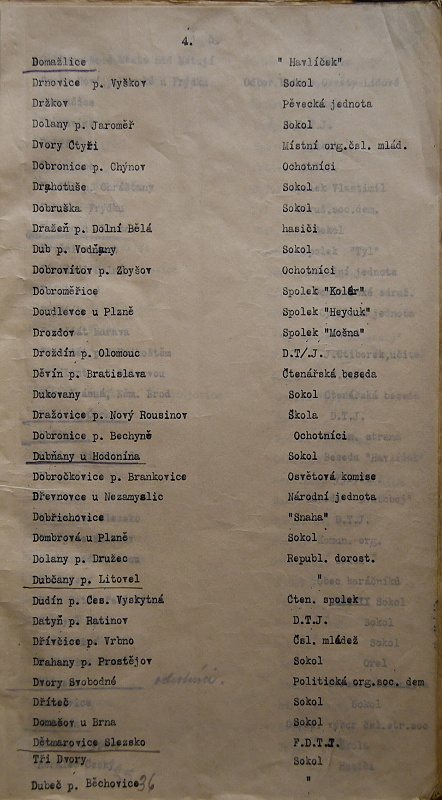 4.
Domažlice " Havlíček"
Drnovice p. Vyškov Sokol
Držkov Pěvecká jednota
Dolany p. Jaroměř Sokol
Dvory Čtyři Místní org.čsl. mlád.
Dobronice p. Chýnov Ochotníci
Drahotuše Sokol
Dobruška Sokol
Dražeň p. Dolní Bělá hasiči
Dub p. Vodňany Sokol
Dobrovítov p. Zbyšov Ochotníci
Dobroměřice Spolek "Kolár"
Doudlevce u Plzně Spolek "Heyduk"
Drozdov Spolek "Mošna"
Droždín p. Olomouc D.T/.J.
Děvín p. Bratislava Čtenářská beseda
Dukovany Sokol
Dražovice p. Nový Rousinov Škola
Dobronice p. Bechyně Ochotníci
Dubňany u Hodonína Sokol
Dobročkovice p. Brankovice Osvětová komise
Dřevnovce u Nezamyslic Národní jednota
Dobřichovice "Snaha"
Dombrová u Plzně Sokol
Dolany p. Družec Republ. dorost.
Dubčany p. Litovel "
Dudín p. Čes. Vyskytná Čten. spolek
Datyň p. Ratinov D.T.J.
Dřívčice p. Vrbno Čsl. mládež
Drahany p. Prostějov Sokol
Dvory Svobodné Politická org.soc. dem
Dříteč Sokol
Domašov u Brna Sokol
Dětmarovice Slezsko F.D.T.J.
Tři Dvory Sokol
Dubeč p. Běchovice 36 "